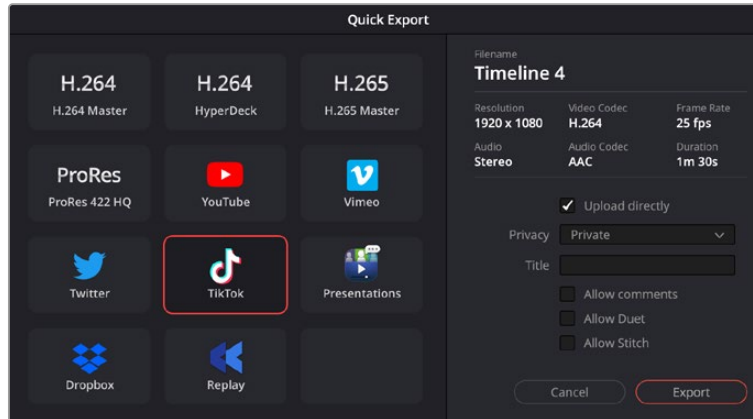 Quick Export
H.264
H.264 Master
H.264
HyperDeck
H.265
H.265 Master
ProRes
ProRes 422 HQ
YouTube
Vimeo
Twitter
TikTok
Presentations
Dropbox
Replay
Filename
Timeline 4
Resolution
1920 x 1080
Video Codec
H.264
Frame Rate
25 fps
Audio
Stereo
Audio Codec
AAC
Duration
1m 30s
Upload directly
Privacy Private
Title
Allow comments
Allow Duet
Allow Stitch
Cancel Export